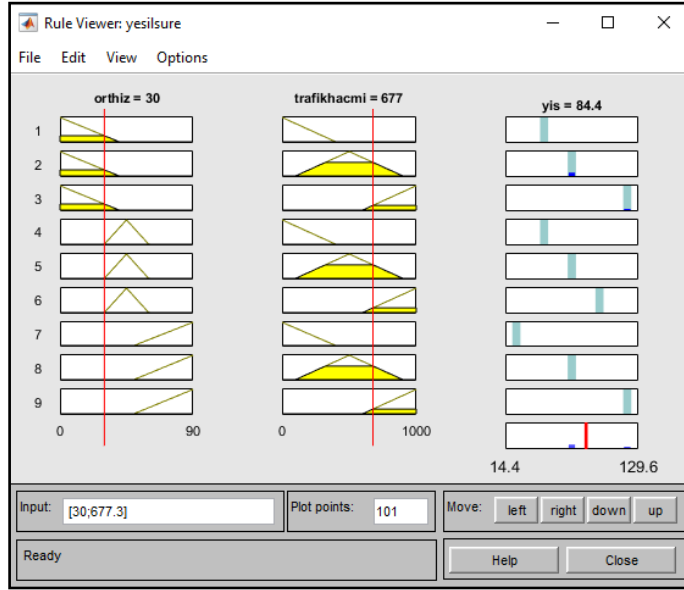 Rule Viewer: yesilsure
File Edit View Options
orthiz = 30
trafikhacmi = 677
yis = 84.4
1
2
3
4
5
6
7
8
9
0 90
0 1000
14.4 129.6
Input: [30;677.3]
Plot points: 101
Move: left right down up
Ready
Help Close